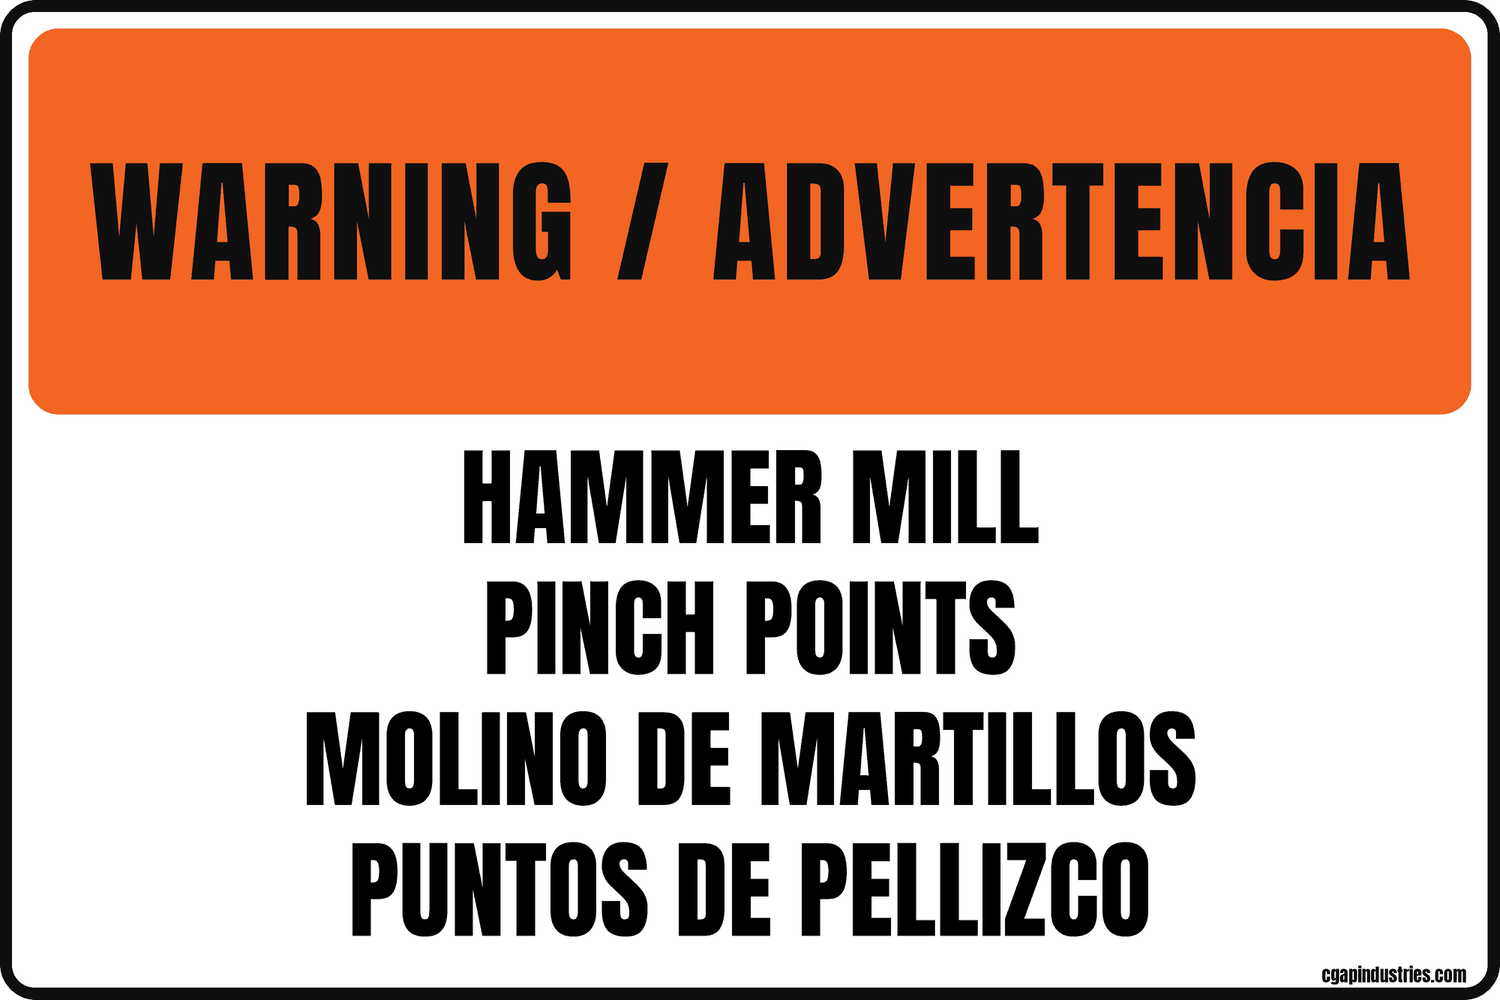 WARNING / ADVERTENCIA
HAMMER MILL
PINCH POINTS
MOLINO DE MARTILLOS
PUNTOS DE PELLIZCO
cgapindustries.com